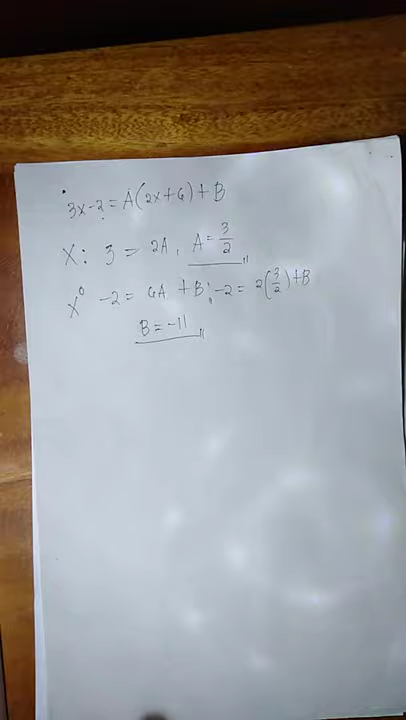 3x-2 = A(2x+6) + B
X: 3 = 2A, A = 3/2 //
X⁰ -2 = 6A + B; -2 = 2(3/2) + B
B = -11 //